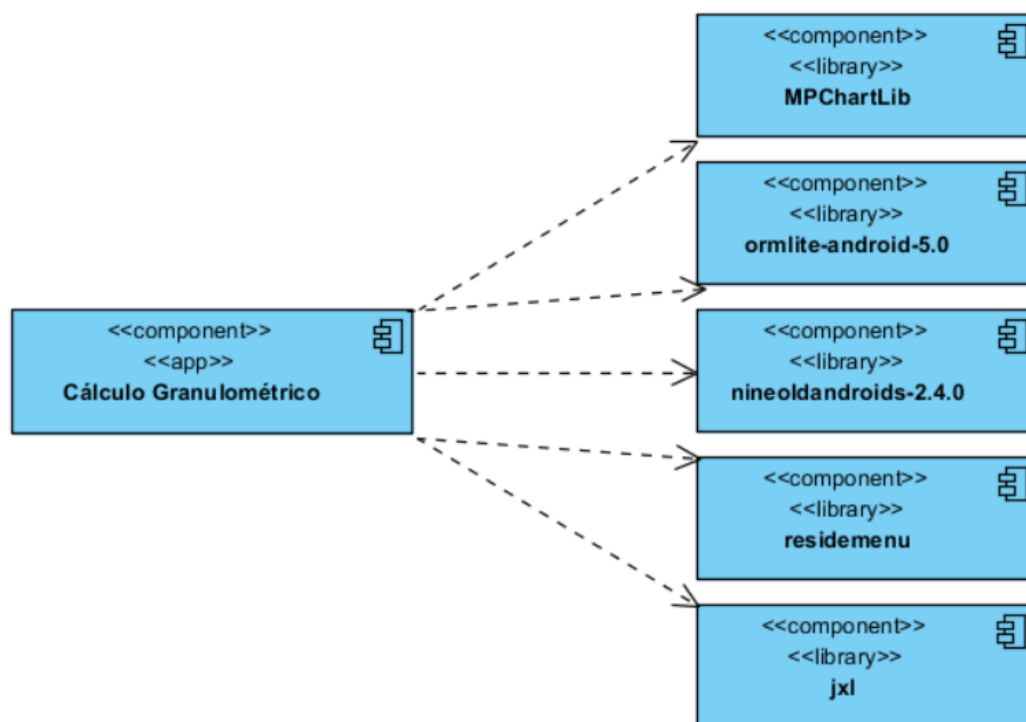 <<component>>
<<library>>
MPChartLib
<<component>>
<<library>>
ormlite-android-5.0
<<component>>
<<app>>
Cálculo Granulométrico
<<component>>
<<library>>
nineoldandroids-2.4.0
<<component>>
<<library>>
residemenu
<<component>>
<<library>>
jxl